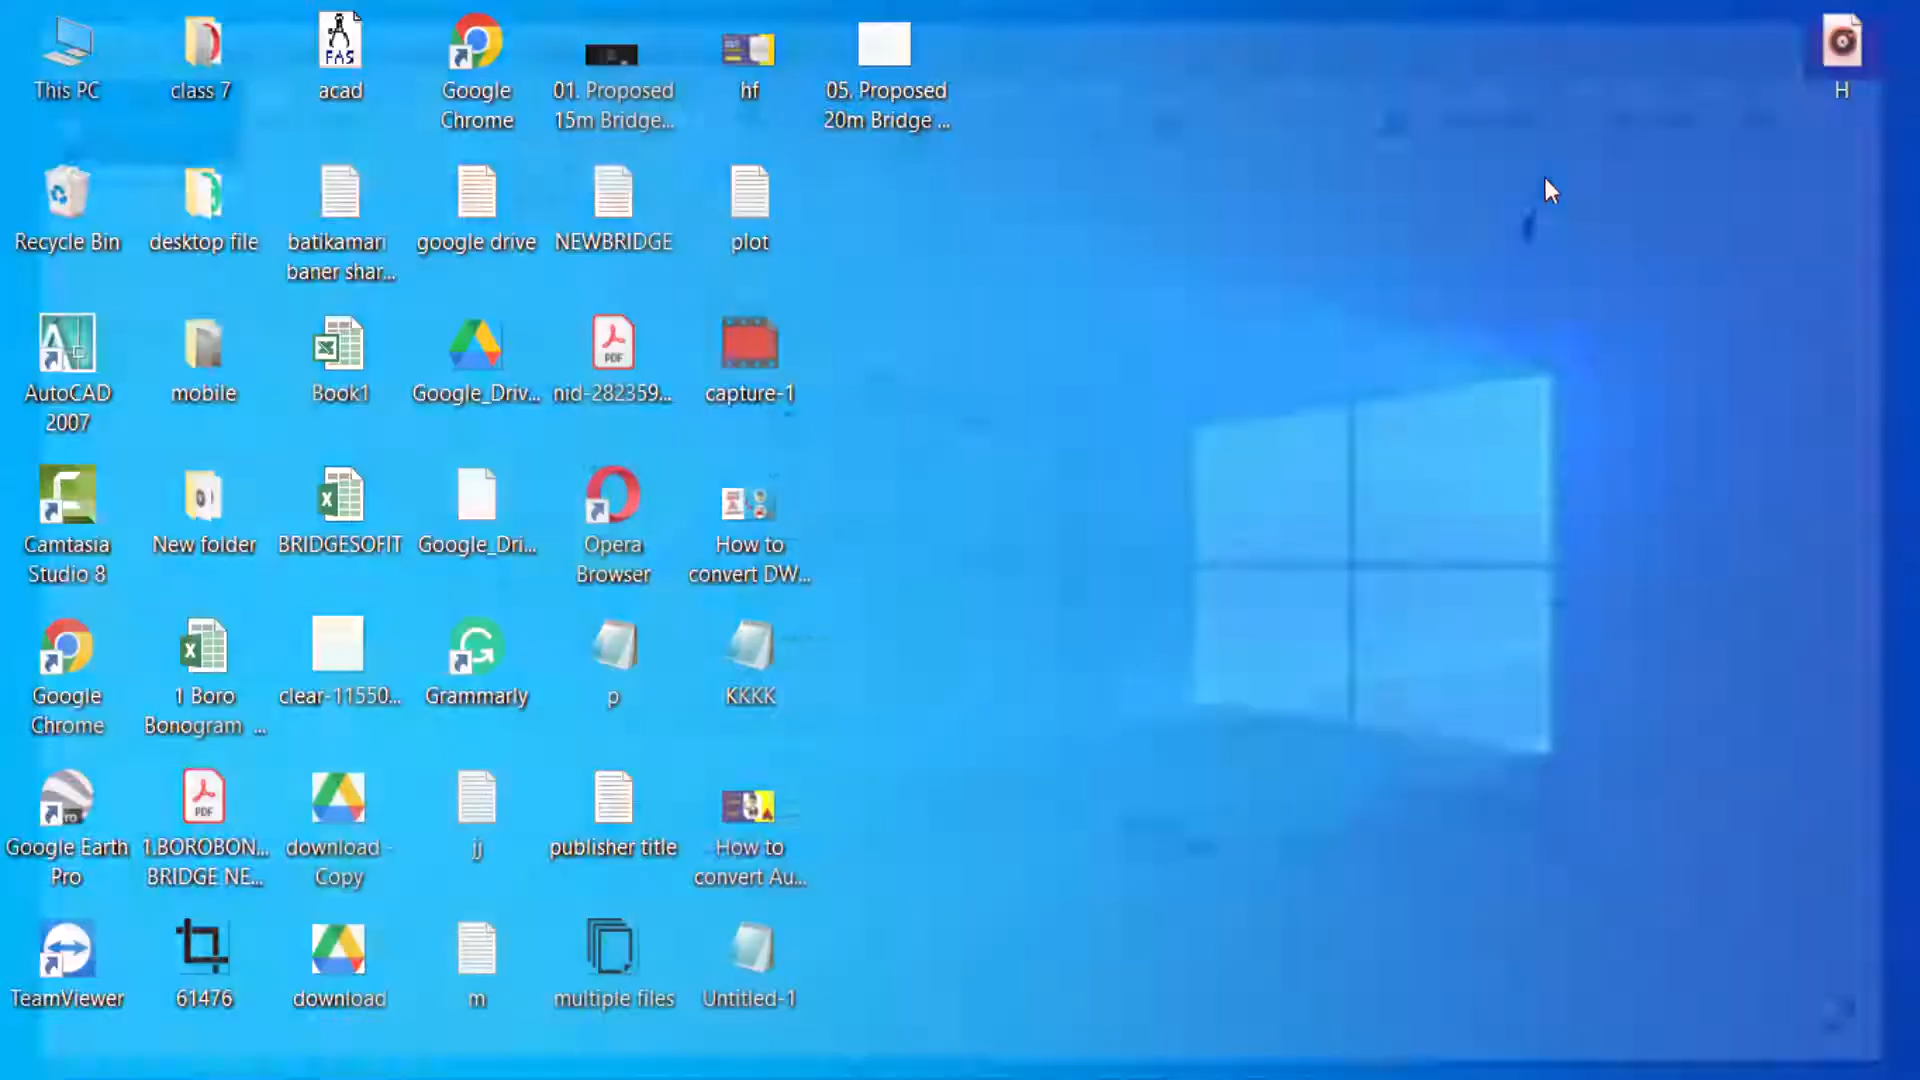 This PC
class 7
acad
FAS
Google
Chrome
01. Proposed
15m Bridge...
hf
05. Proposed
20m Bridge ...
H
Recycle Bin
desktop file
batikamari
baner shar...
google drive
NEWBRIDGE
plot
AutoCAD
2007
mobile
Book1
Google_Driv...
PDF
nid-282359...
capture-1
Camtasia
Studio 8
New folder
BRIDGESOFIT
Google_Dri...
Opera
Browser
How to
convert DW...
Google
Chrome
1 Boro
Bonogram ...
clear-11550...
Grammarly
p
KKKK
Google Earth
Pro
PDF
1.BOROBON...
BRIDGE NE...
download -
Copy
jj
publisher title
How to
convert Au...
TeamViewer
61476
download
m
multiple files
Untitled-1